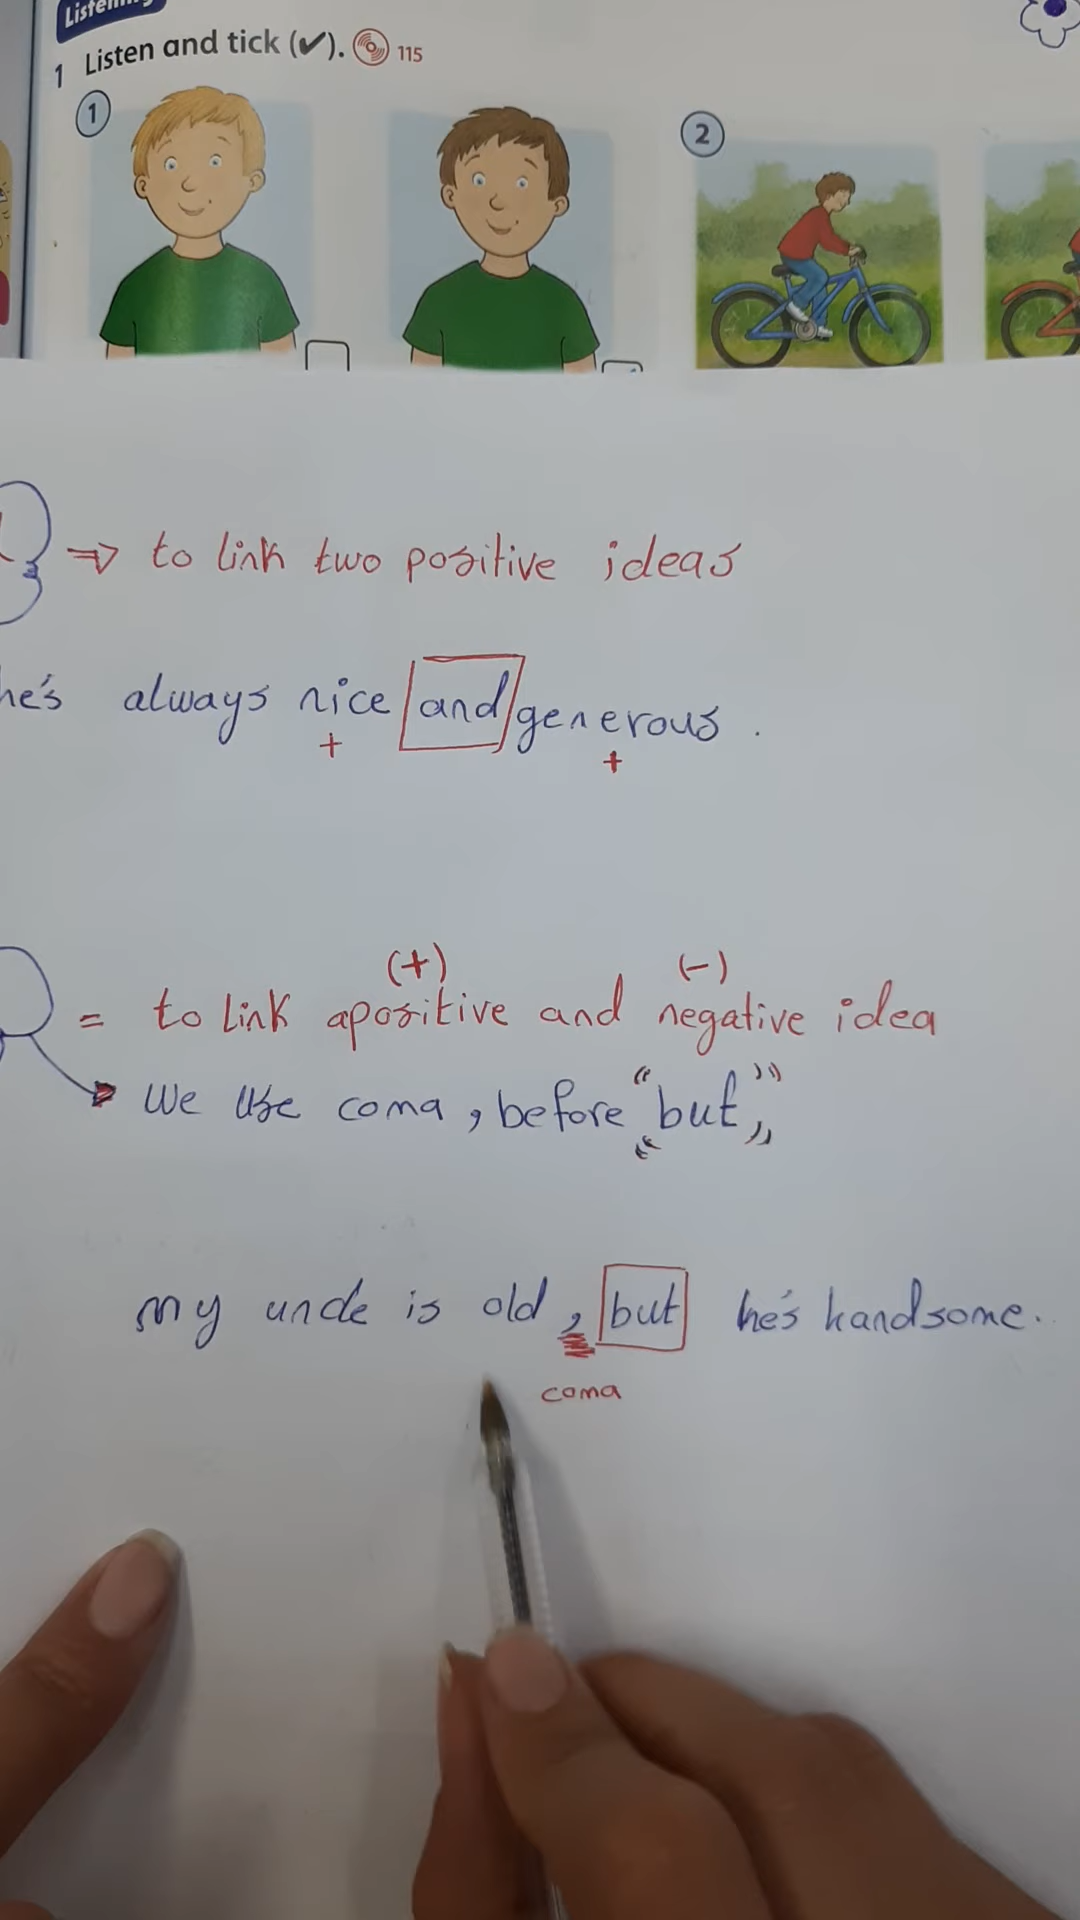 Listening
1 Listen and tick (✔). 115
1
2
⇒ to link two positive ideas
he's always nice and generous .
+ +
(+) (-)
= to link apositive and negative idea
We use coma , before "but,,
my uncle is old , but he's handsome.
coma